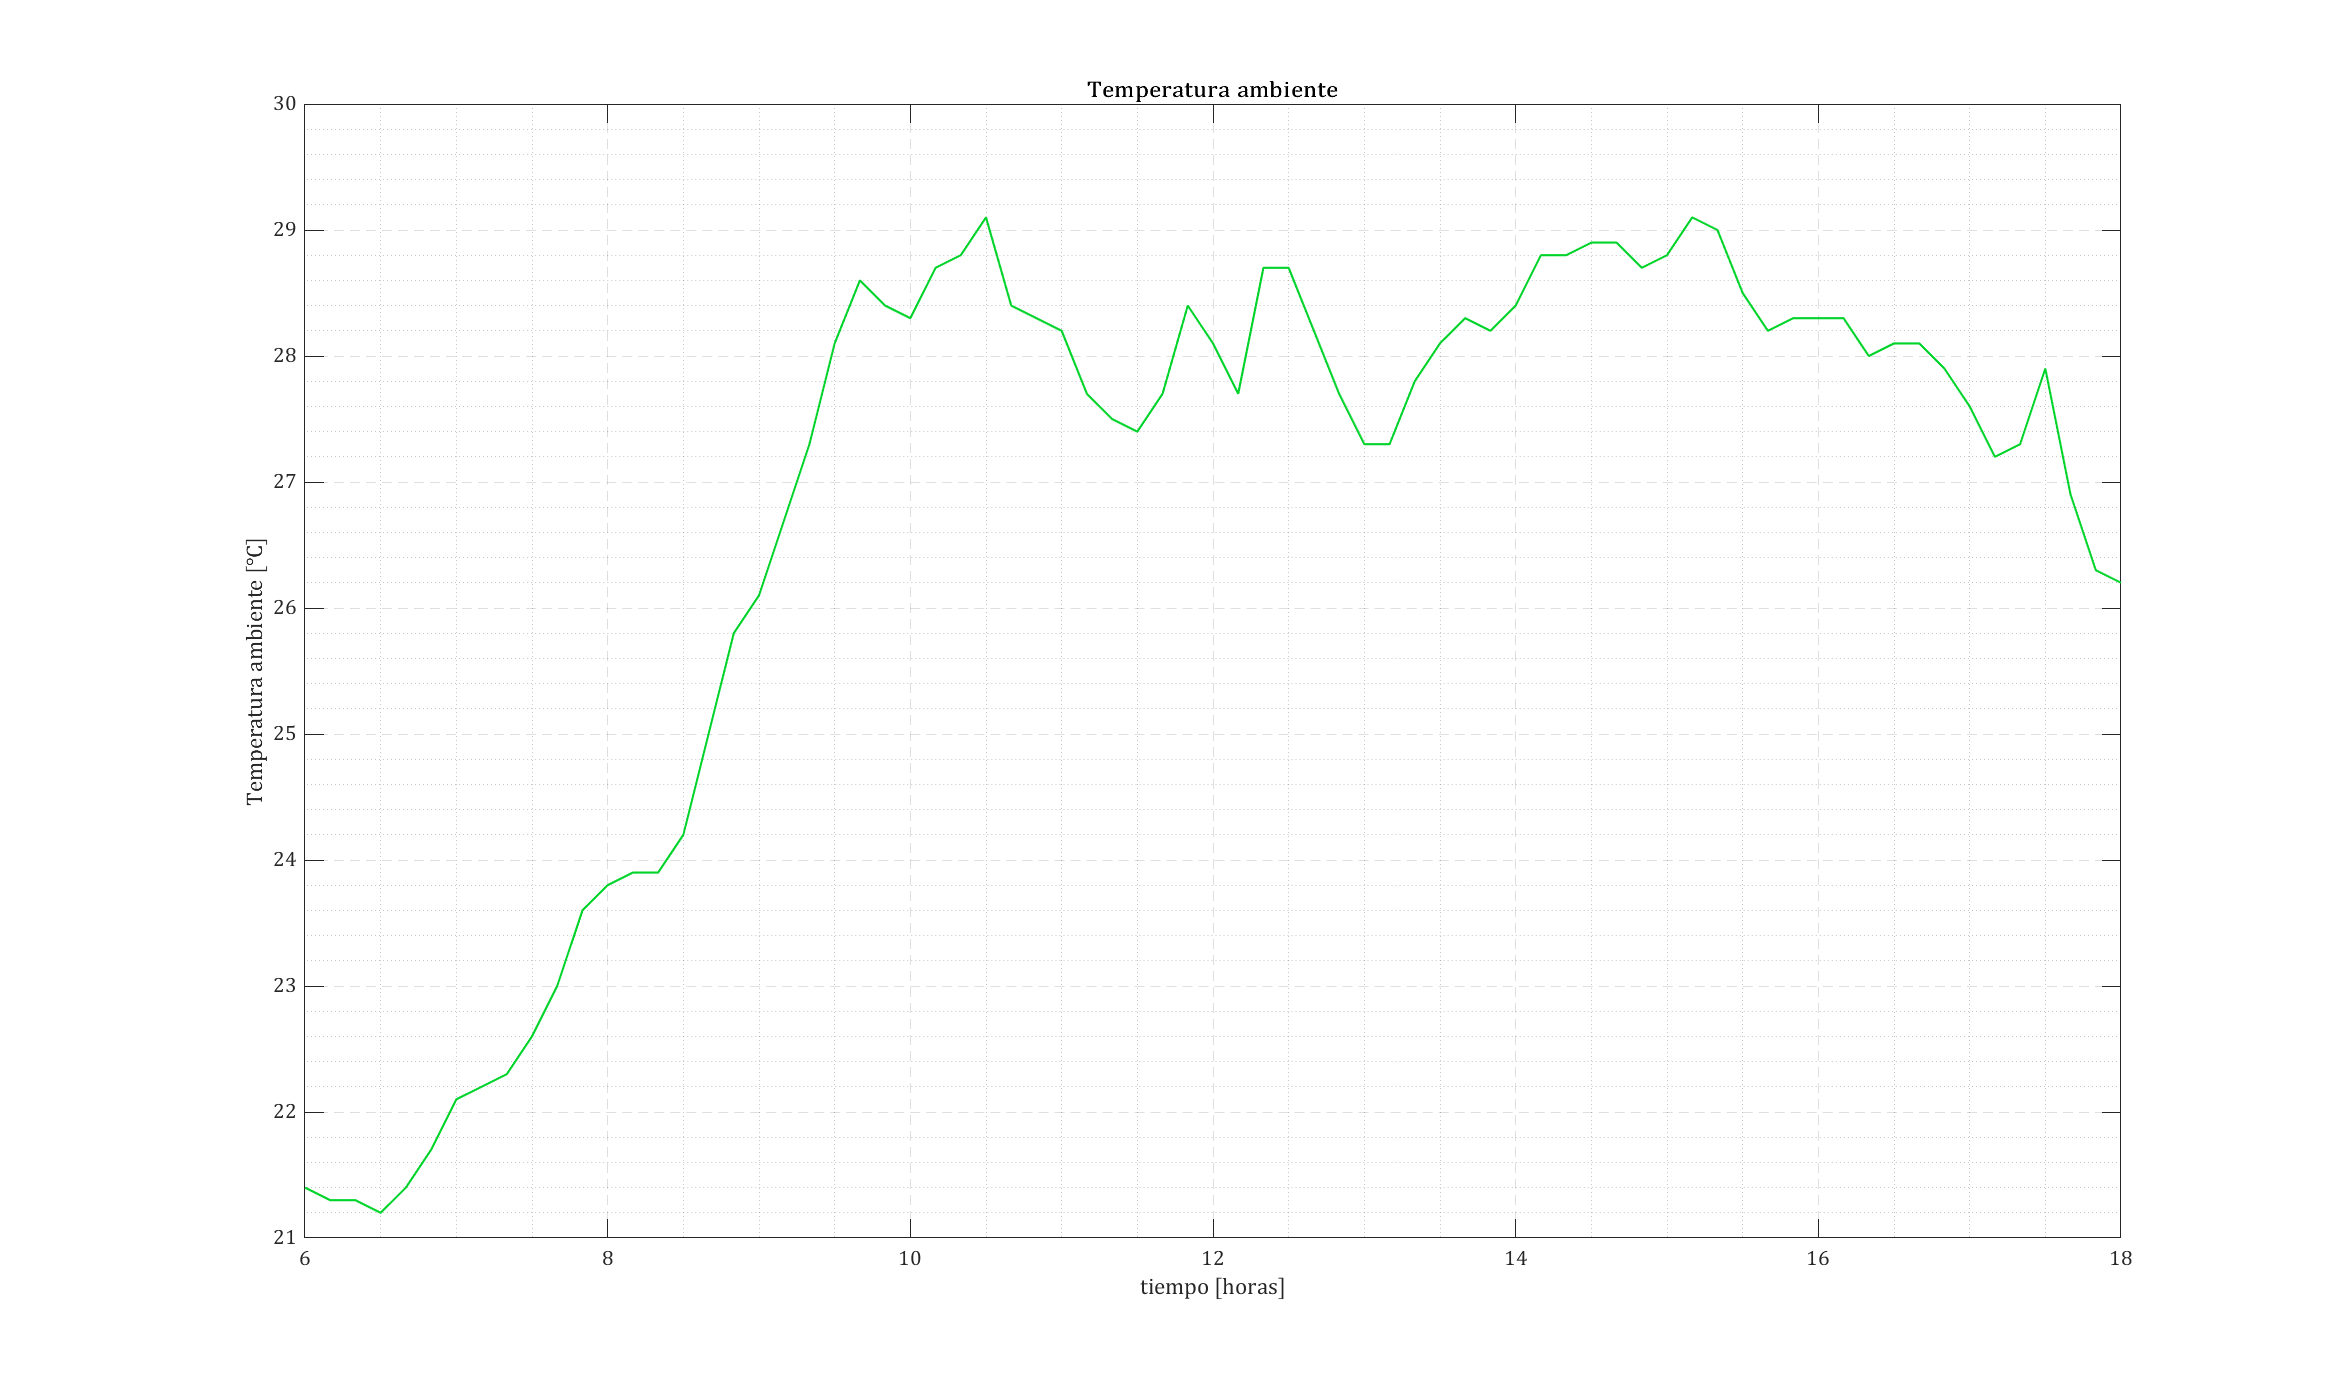 Temperatura ambiente
30
29
28
27
26
25
24
23
22
21
Temperatura ambiente [°C]
6 8 10 12 14 16 18
tiempo [horas]